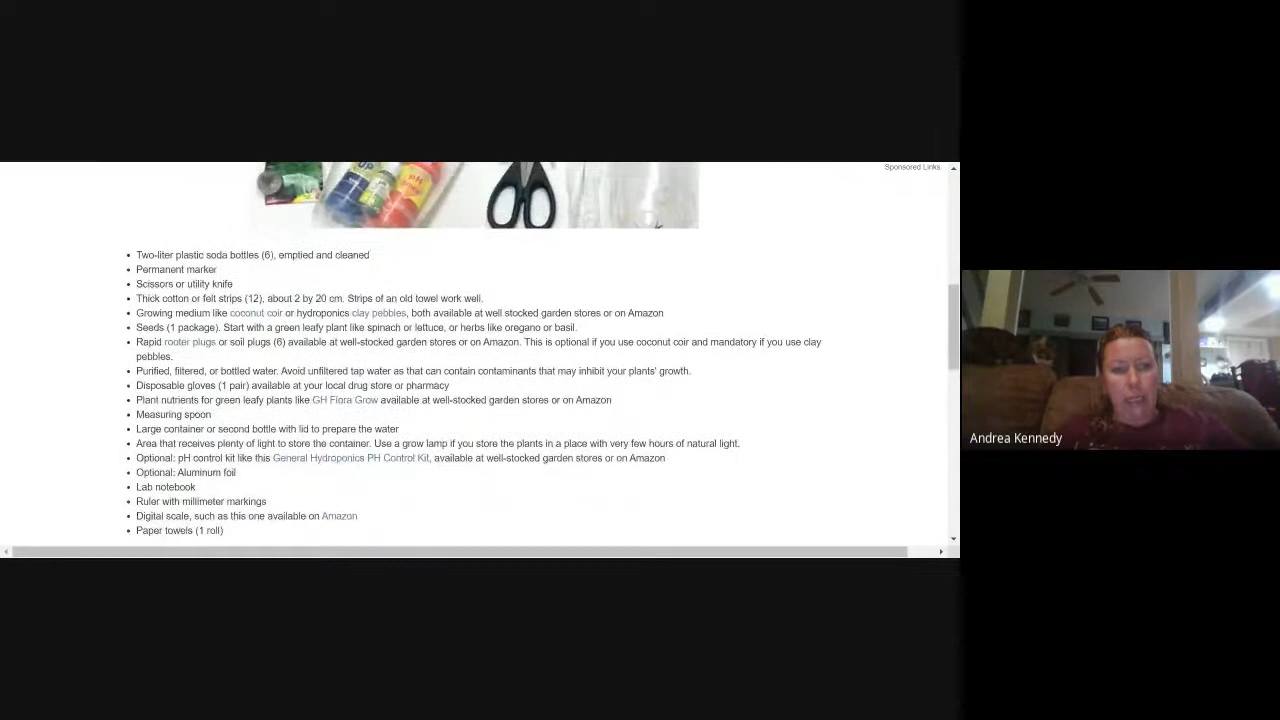 UP
pH
Sponsored Links
Two-liter plastic soda bottles (6), emptied and cleaned
Permanent marker
Scissors or utility knife
Thick cotton or felt strips (12), about 2 by 20 cm. Strips of an old towel work well.
Growing medium like coconut coir or hydroponics clay pebbles, both available at well stocked garden stores or on Amazon
Seeds (1 package). Start with a green leafy plant like spinach or lettuce, or herbs like oregano or basil.
Rapid rooter plugs or soil plugs (6) available at well-stocked garden stores or on Amazon. This is optional if you use coconut coir and mandatory if you use clay
pebbles.
Purified, filtered, or bottled water. Avoid unfiltered tap water as that can contain contaminants that may inhibit your plants' growth.
Disposable gloves (1 pair) available at your local drug store or pharmacy
Plant nutrients for green leafy plants like GH Flora Grow available at well-stocked garden stores or on Amazon
Measuring spoon
Large container or second bottle with lid to prepare the water
Area that receives plenty of light to store the container. Use a grow lamp if you store the plants in a place with very few hours of natural light.
Optional: pH control kit like this General Hydroponics PH Control Kit, available at well-stocked garden stores or on Amazon
Optional: Aluminum foil
Lab notebook
Ruler with millimeter markings
Digital scale, such as this one available on Amazon
Paper towels (1 roll)
Andrea Kennedy